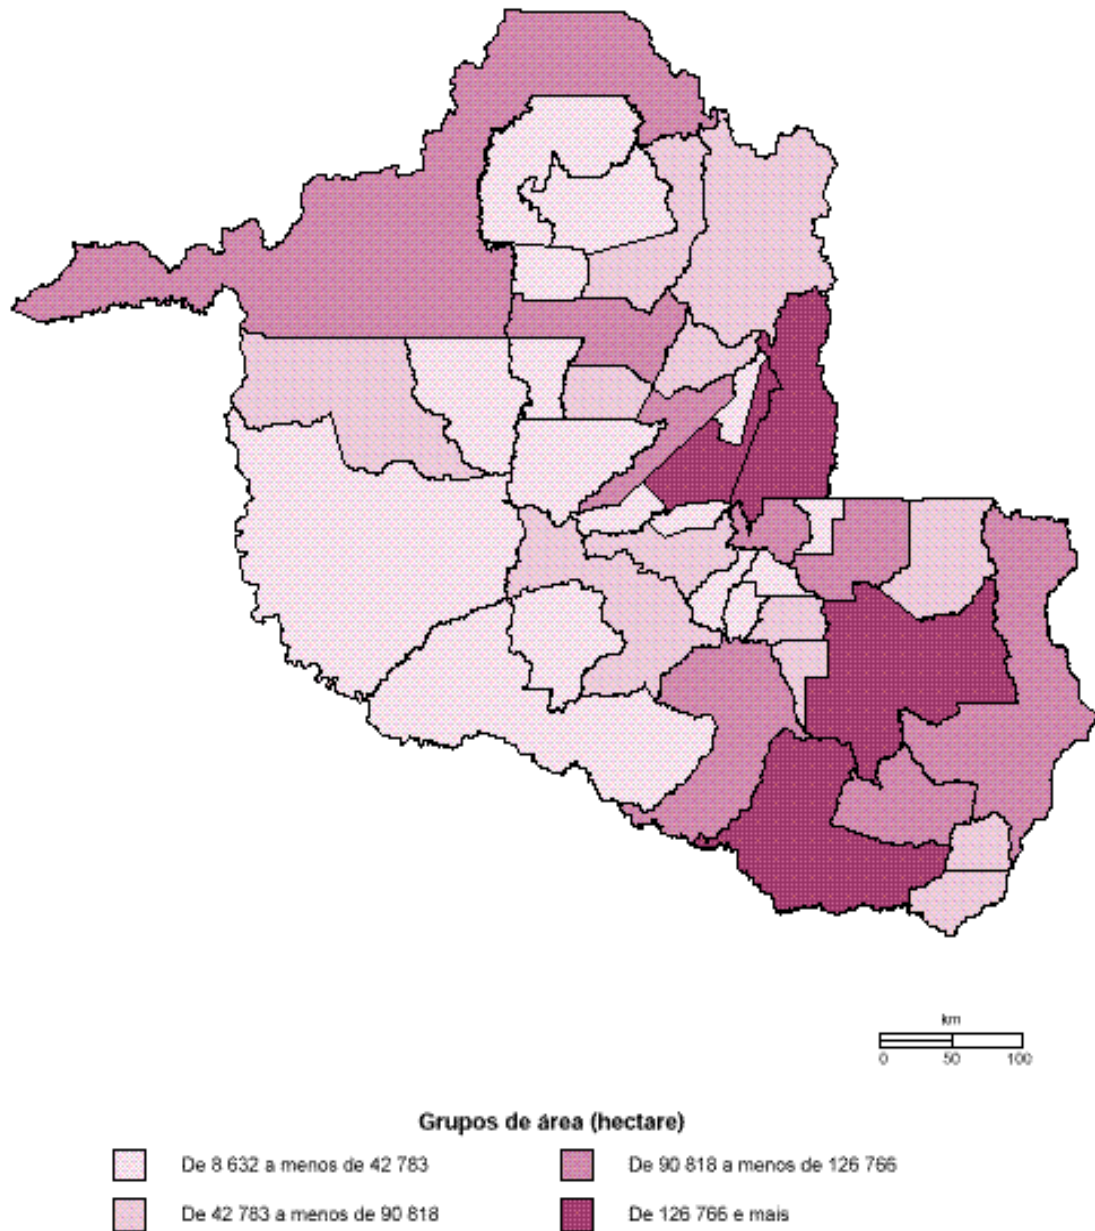 km
0 50 100
Grupos de área (hectare)
De 8 632 a menos de 42 783
De 90 818 a menos de 126 766
De 42 783 a menos de 90 818
De 126 766 e mais